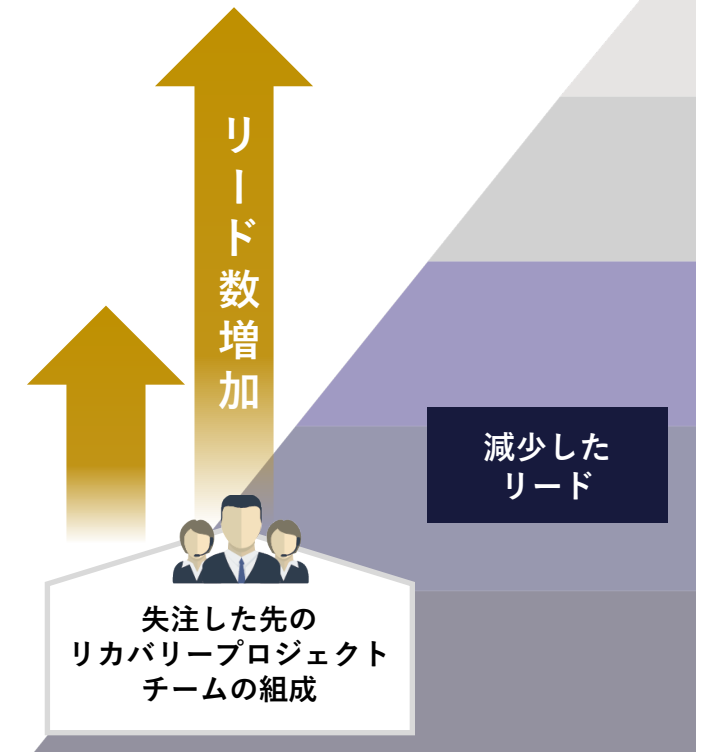 リード数増加
減少した
リード
失注した先の
リカバリープロジェクト
チームの組成